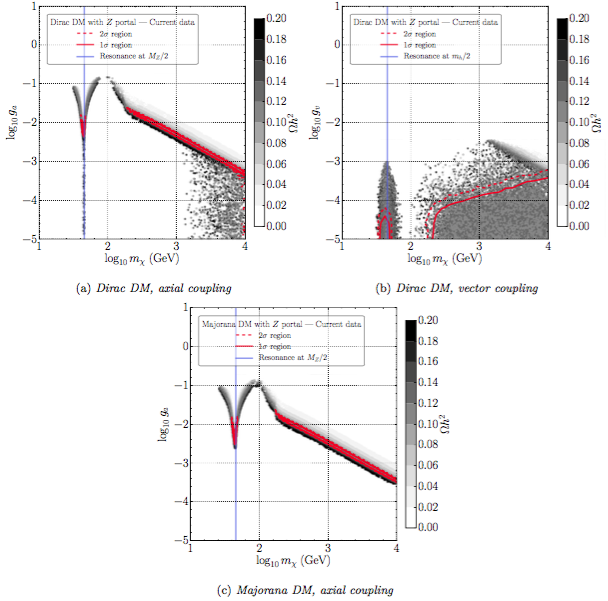 Dirac DM with Z portal — Current data
2σ region
1σ region
Resonance at M_Z/2
1
0
−1
−2
−3
−4
−5
log₁₀ gₐ
0
1
2
3
4
log₁₀ m_χ (GeV)
0.20
0.18
0.16
0.14
0.12
0.10
0.08
0.06
0.04
0.02
0.00
Ωh²
(a) Dirac DM, axial coupling
Dirac DM with Z portal — Current data
2σ region
1σ region
Resonance at m_h/2
1
0
−1
−2
−3
−4
−5
log₁₀ gᵥ
0
1
2
3
4
log₁₀ m_χ (GeV)
0.20
0.18
0.16
0.14
0.12
0.10
0.08
0.06
0.04
0.02
0.00
Ωh²
(b) Dirac DM, vector coupling
Majorana DM with Z portal — Current data
2σ region
1σ region
Resonance at M_Z/2
1
0
−1
−2
−3
−4
−5
log₁₀ gₐ
0
1
2
3
4
log₁₀ m_χ (GeV)
0.20
0.18
0.16
0.14
0.12
0.10
0.08
0.06
0.04
0.02
0.00
Ωh²
(c) Majorana DM, axial coupling